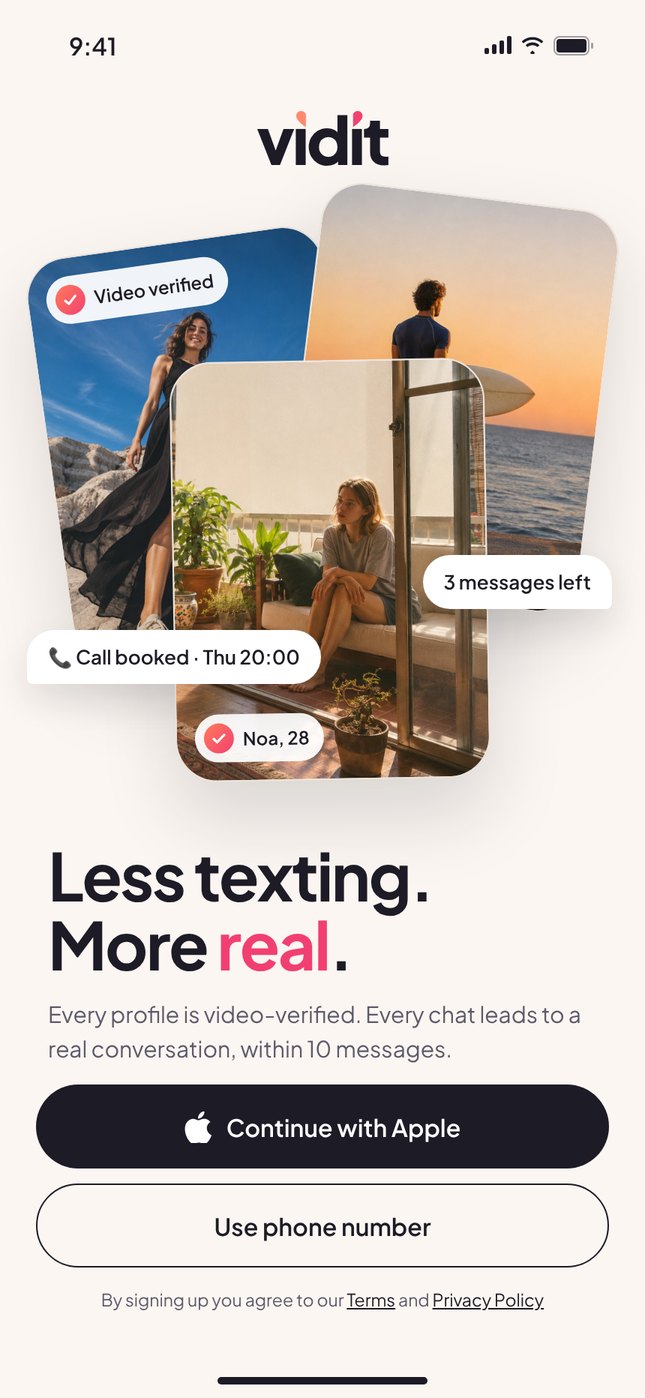 9:41
vidit
Video verified
3 messages left
📞 Call booked · Thu 20:00
Noa, 28
Less texting.
More real.
Every profile is video-verified. Every chat leads to a
real conversation, within 10 messages.
Continue with Apple
Use phone number
By signing up you agree to our Terms and Privacy Policy